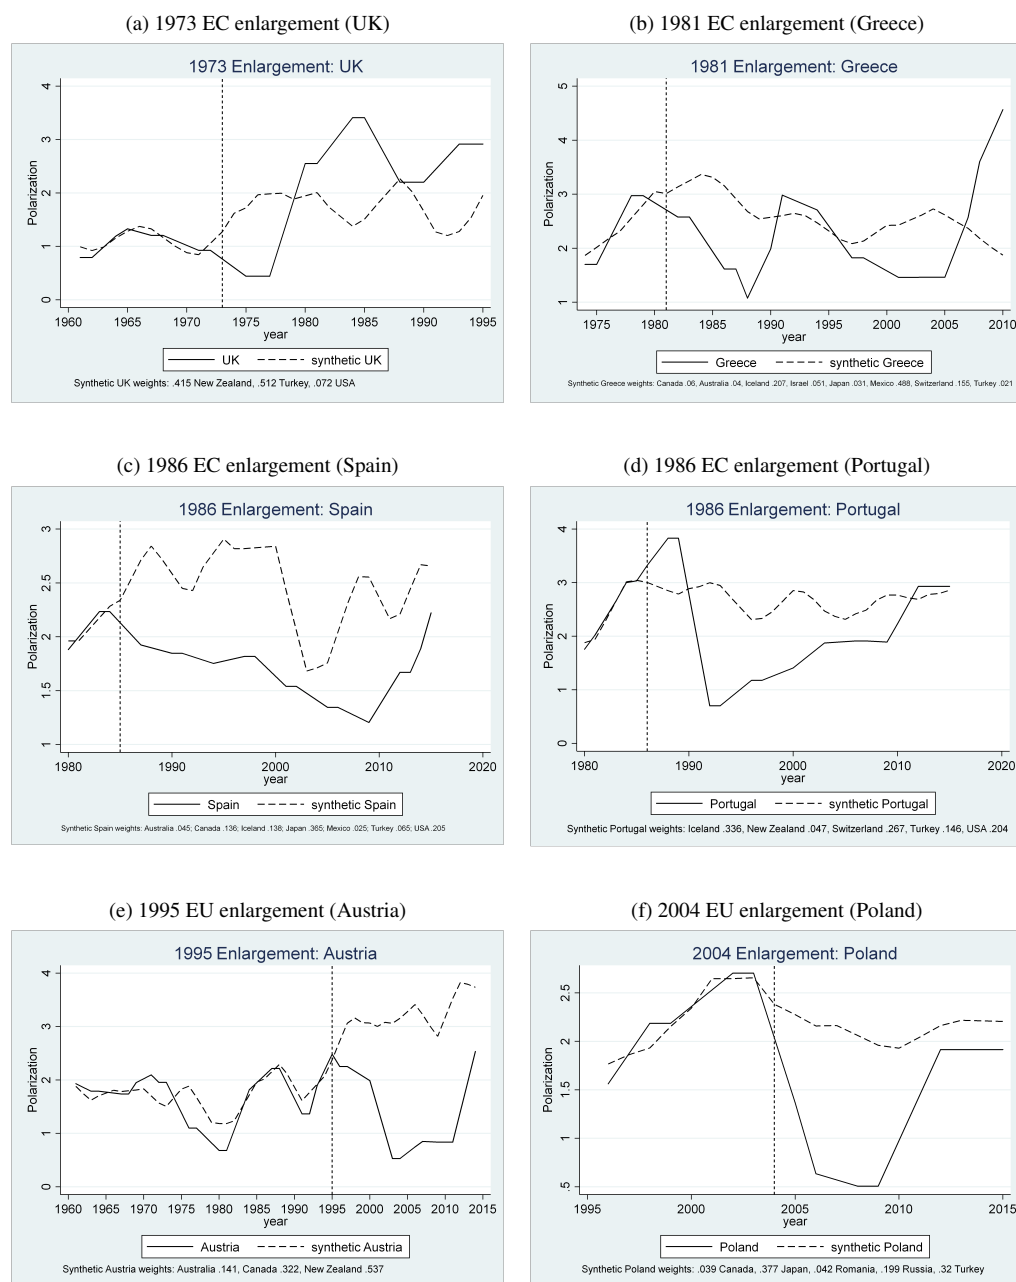 (a) 1973 EC enlargement (UK)
1973 Enlargement: UK
Polarization
4
3
2
1
0
1960 1965 1970 1975 1980 1985 1990 1995
year
UK synthetic UK
Synthetic UK weights: .415 New Zealand, .512 Turkey, .072 USA
(b) 1981 EC enlargement (Greece)
1981 Enlargement: Greece
Polarization
5
4
3
2
1
1975 1980 1985 1990 1995 2000 2005 2010
year
Greece synthetic Greece
Synthetic Greece weights: Canada .06, Australia .04, Iceland .207, Israel .051, Japan .031, Mexico .488, Switzerland .155, Turkey .021
(c) 1986 EC enlargement (Spain)
1986 Enlargement: Spain
Polarization
3
2.5
2
1.5
1
1980 1990 2000 2010 2020
year
Spain synthetic Spain
Synthetic Spain weights: Australia .045; Canada .136; Iceland .138; Japan .365; Mexico .025; Turkey .065; USA .205
(d) 1986 EC enlargement (Portugal)
1986 Enlargement: Portugal
Polarization
4
3
2
1
0
1980 1990 2000 2010 2020
year
Portugal synthetic Portugal
Synthetic Portugal weights: Iceland .336, New Zealand .047, Switzerland .267, Turkey .146, USA .204
(e) 1995 EU enlargement (Austria)
1995 Enlargement: Austria
Polarization
4
3
2
1
0
1960 1965 1970 1975 1980 1985 1990 1995 2000 2005 2010 2015
year
Austria synthetic Austria
Synthetic Austria weights: Australia .141, Canada .322, New Zealand .537
(f) 2004 EU enlargement (Poland)
2004 Enlargement: Poland
Polarization
2.5
2
1.5
1
.5
1995 2000 2005 2010 2015
year
Poland synthetic Poland
Synthetic Poland weights: .039 Canada, .377 Japan, .042 Romania, .199 Russia, .32 Turkey